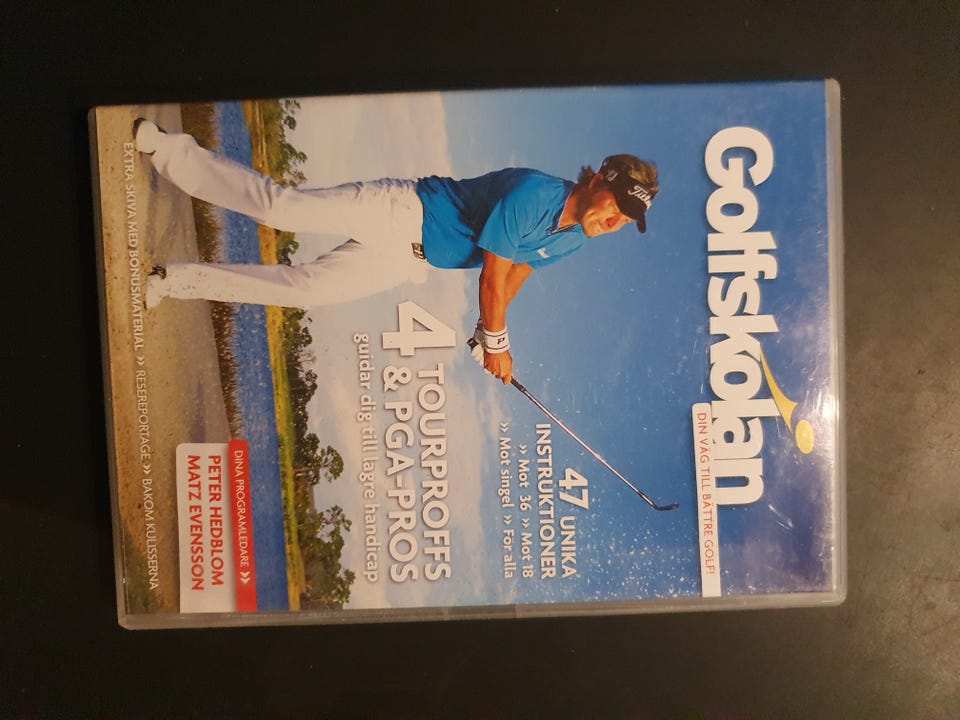 Golfskolan
DIN VÄG TILL BÄTTRE GOLF!
47 UNIKA
INSTRUKTIONER
» Mot 36 » Mot 18
» Mot singel » För alla
4 TOURPROFFS
& PGA-PROS
guidar dig till lägre handicap
DINA PROGRAMLEDARE »
PETER HEDBLOM
MATZ EVENSSON
EXTRA SKIVA MED BONUSMATERIAL » RESEREPORTAGE » BAKOM KULISSERNA